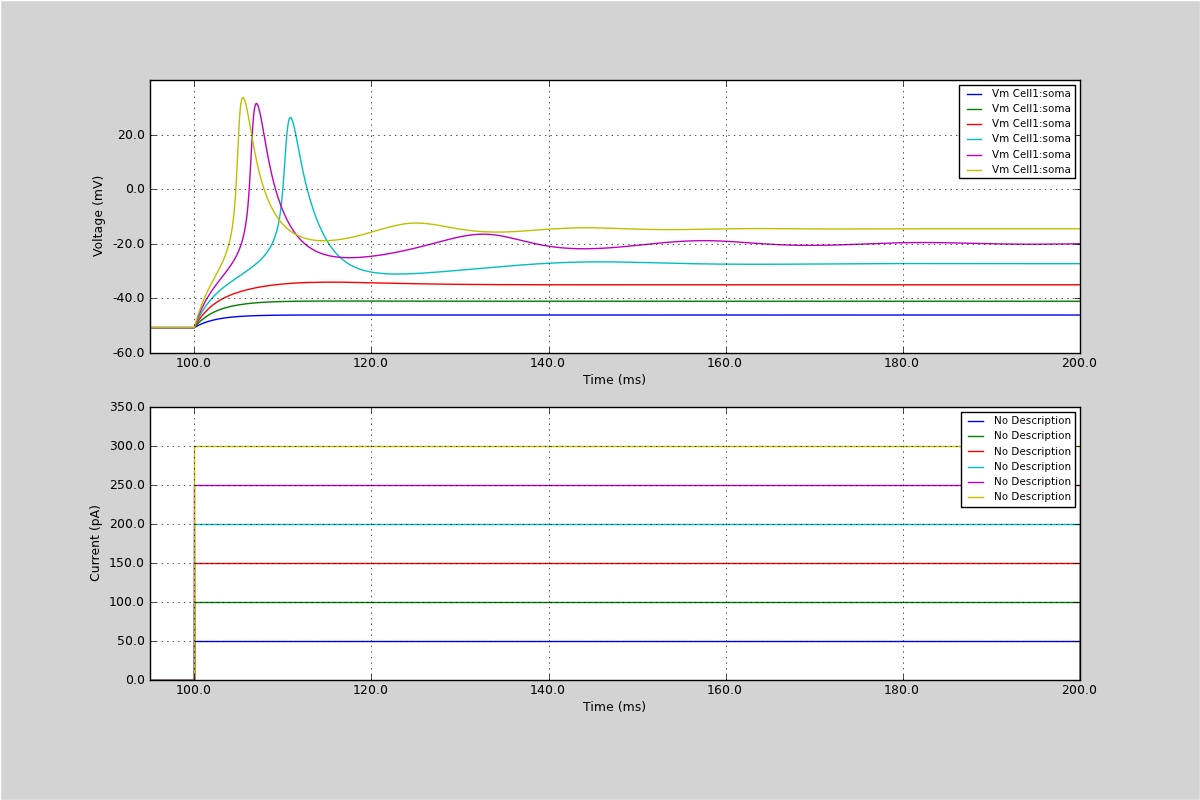 Vm Cell1:soma
Vm Cell1:soma
Vm Cell1:soma
Vm Cell1:soma
Vm Cell1:soma
Vm Cell1:soma
20.0
0.0
-20.0
-40.0
-60.0
Voltage (mV)
100.0 120.0 140.0 160.0 180.0 200.0
Time (ms)
No Description
No Description
No Description
No Description
No Description
No Description
350.0
300.0
250.0
200.0
150.0
100.0
50.0
0.0
Current (pA)
100.0 120.0 140.0 160.0 180.0 200.0
Time (ms)